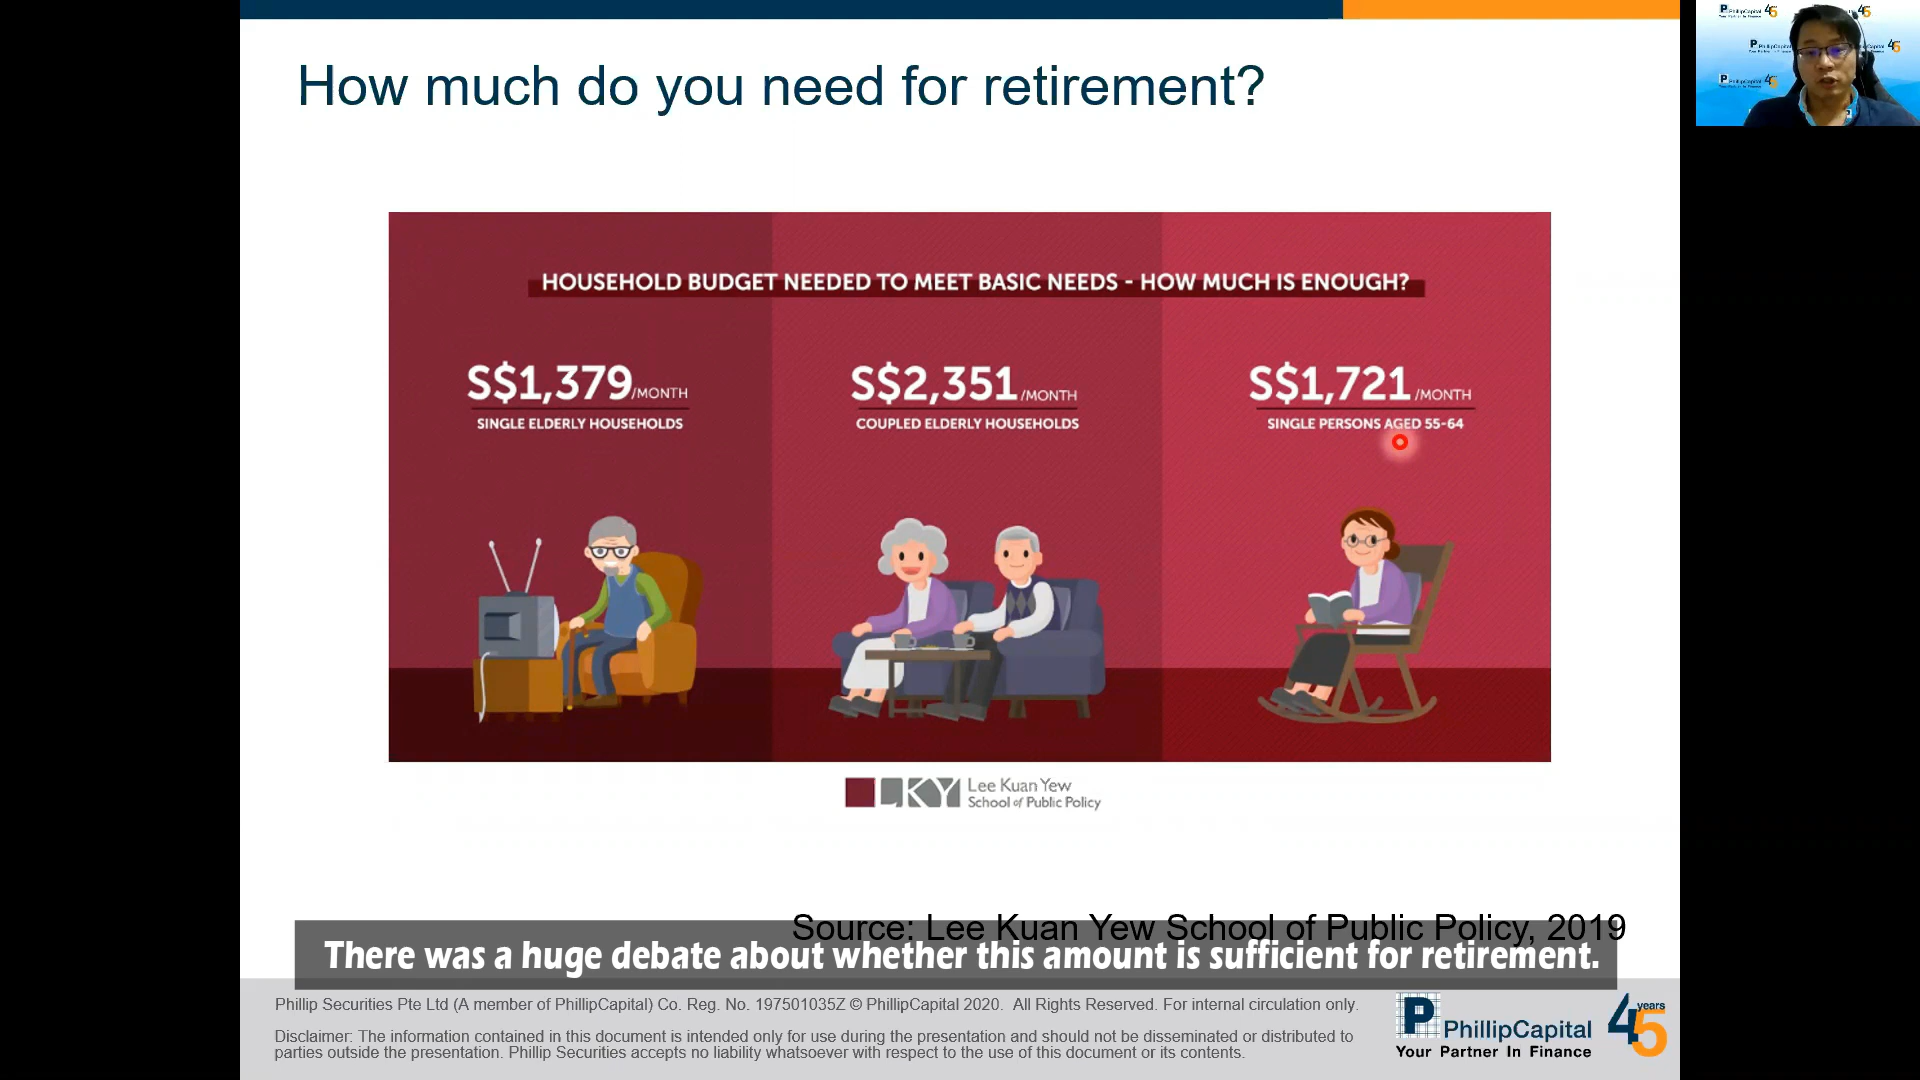 How much do you need for retirement?
HOUSEHOLD BUDGET NEEDED TO MEET BASIC NEEDS - HOW MUCH IS ENOUGH?
S$1,379/MONTH
SINGLE ELDERLY HOUSEHOLDS
S$2,351/MONTH
COUPLED ELDERLY HOUSEHOLDS
S$1,721/MONTH
SINGLE PERSONS AGED 55-64
LKY Lee Kuan Yew
School of Public Policy
Source: Lee Kuan Yew School of Public Policy, 2019
There was a huge debate about whether this amount is sufficient for retirement.
Phillip Securities Pte Ltd (A member of PhillipCapital) Co. Reg. No. 197501035Z © PhillipCapital 2020. All Rights Reserved. For internal circulation only.
Disclaimer: The information contained in this document is intended only for use during the presentation and should not be disseminated or distributed to
parties outside the presentation. Phillip Securities accepts no liability whatsoever with respect to the use of this document or its contents.
P PhillipCapital
Your Partner In Finance
45 years
PhillipCapital 45
Your Partner In Finance